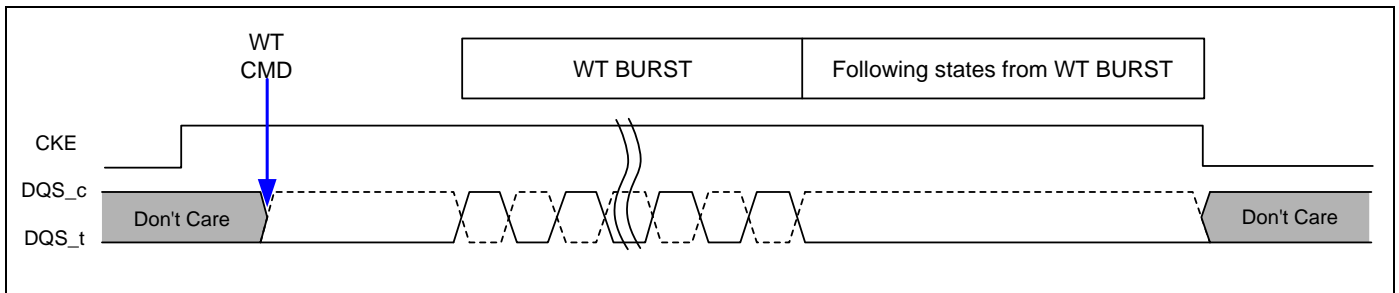 WT
CMD
WT BURST
Following states from WT BURST
CKE
DQS_c
Don't Care
Don't Care
DQS_t